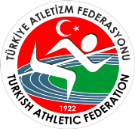 TÜRKİYE ATLETİZM FEDERASYONU
1922
TURKISH ATHLETIC FEDERATION